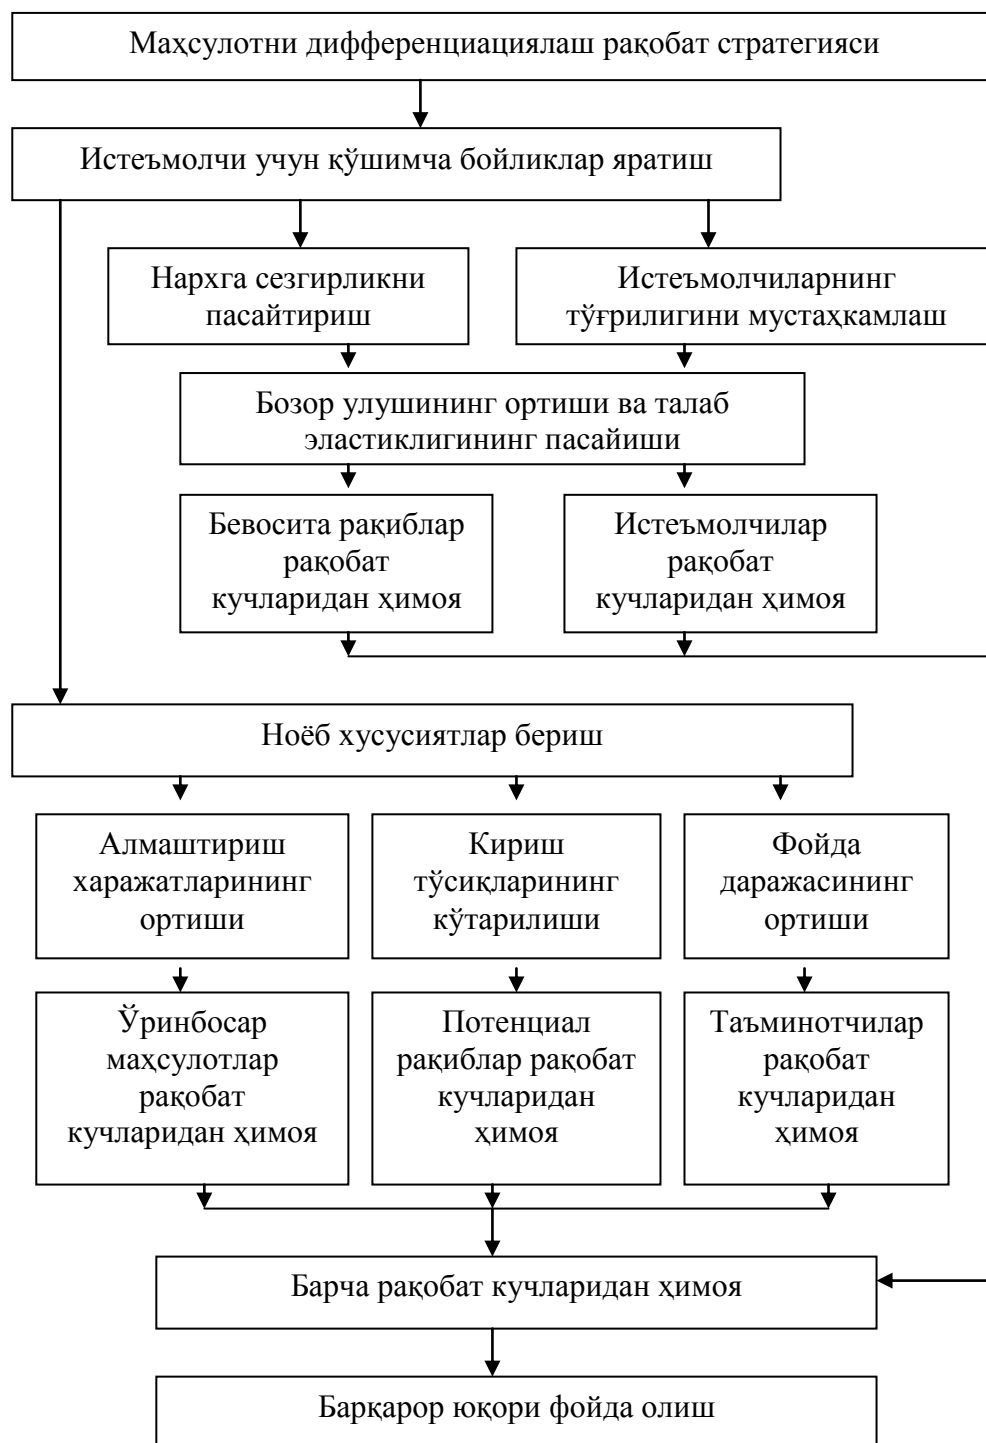 Маҳсулотни дифференциациялаш рақобат стратегияси
Истеъмолчи учун қўшимча бойликлар яратиш
Нархга сезгирликни
пасайтириш
Истеъмолчиларнинг
тўғрилигини мустаҳкамлаш
Бозор улушининг ортиши ва талаб
эластиклигининг пасайиши
Бевосита рақиблар
рақобат
кучларидан ҳимоя
Истеъмолчилар
рақобат
кучларидан ҳимоя
Ноёб хусусиятлар бериш
Алмаштириш
харажатларининг
ортиши
Кириш
тўсиқларининг
кўтарилиши
Фойда
даражасининг
ортиши
Ўринбосар
маҳсулотлар
рақобат
кучларидан ҳимоя
Потенциал
рақиблар рақобат
кучларидан
ҳимоя
Таъминотчилар
рақобат
кучларидан
ҳимоя
Барча рақобат кучларидан ҳимоя
Барқарор юқори фойда олиш